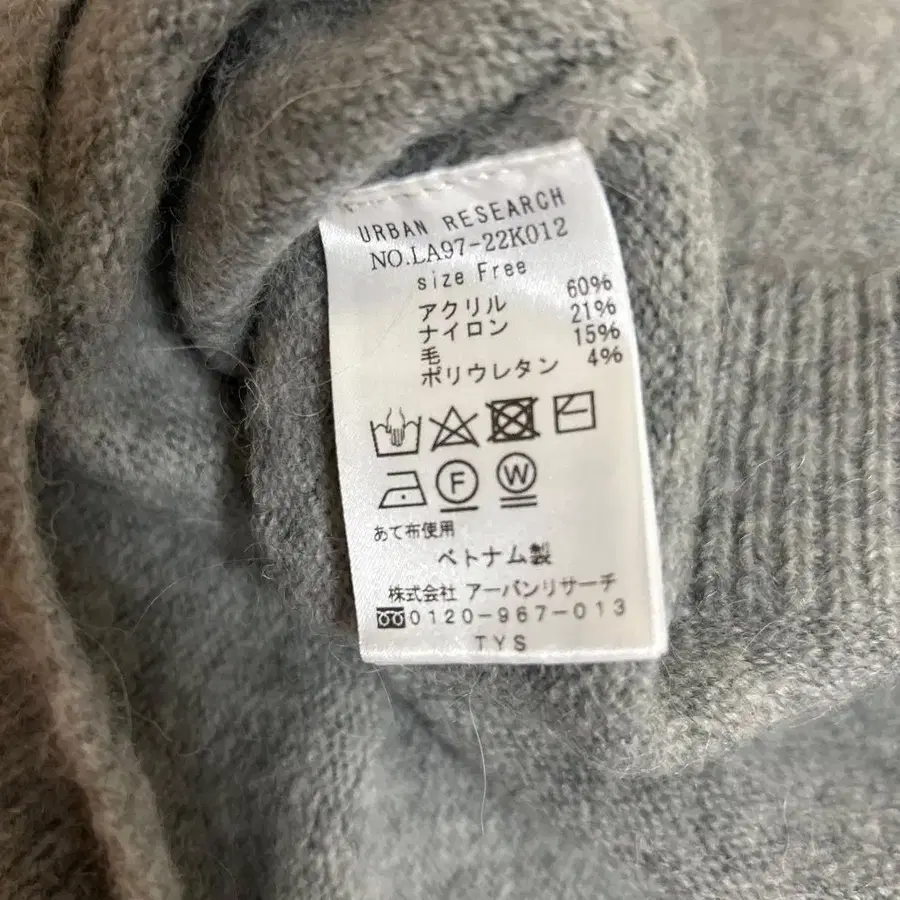 URBAN RESEARCH
NO.LA97-22K012
size Free
アクリル 60%
ナイロン 21%
毛 15%
ポリウレタン 4%
F W
あて布使用
ベトナム製
株式会社 アーバンリサーチ
0120-967-013
TYS